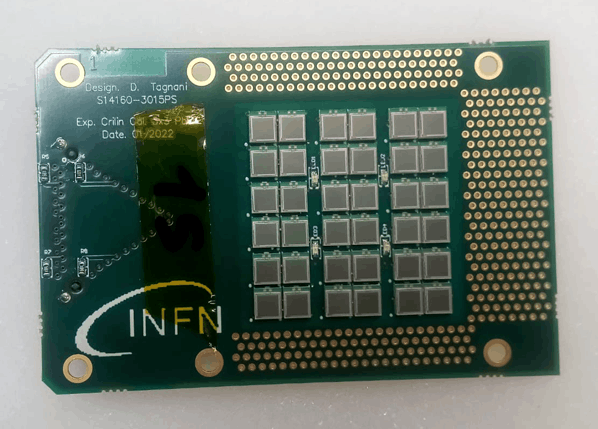 1
Design. D. Tagnani
S14160-3015PS
Exp. Crilin Cal. 3x3 P
Date. 01/2022
15
INFN